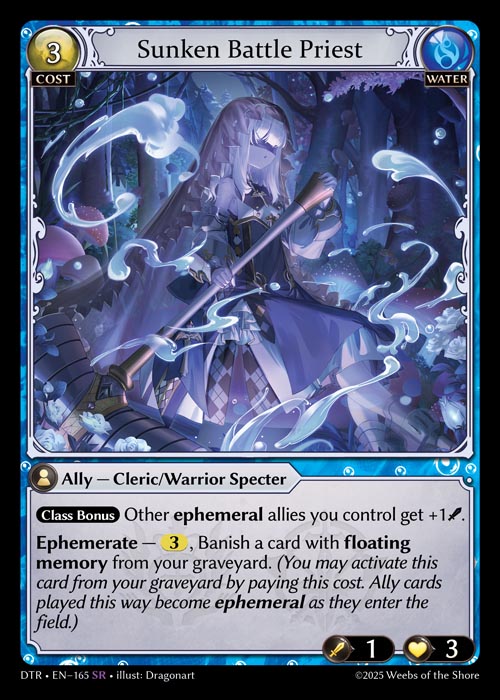 3
Sunken Battle Priest
COST
WATER
Ally — Cleric/Warrior Specter
Class Bonus Other ephemeral allies you control get +1.
Ephemerate — 3, Banish a card with floating
memory from your graveyard. (You may activate this
card from your graveyard by paying this cost. Ally cards
played this way become ephemeral as they enter the
field.)
1 3
DTR • EN–165 SR • illust: Dragonart
©2025 Weebs of the Shore